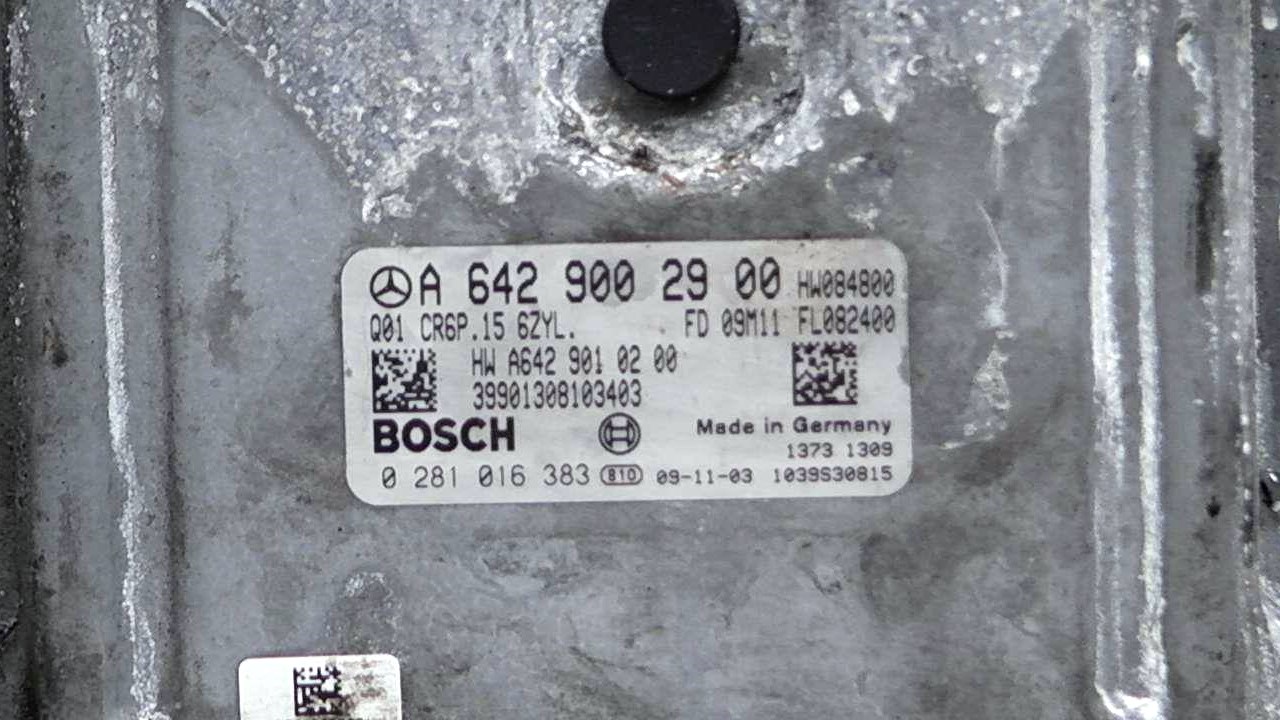 A 642 900 29 00 HW084800
Q01 CR6P.15 6ZYL. FD 09M11 FL082400
HW A642 901 02 00
39901308103403
BOSCH
Made in Germany
1373 1309
0 281 016 383 810 09-11-03 1039S30815